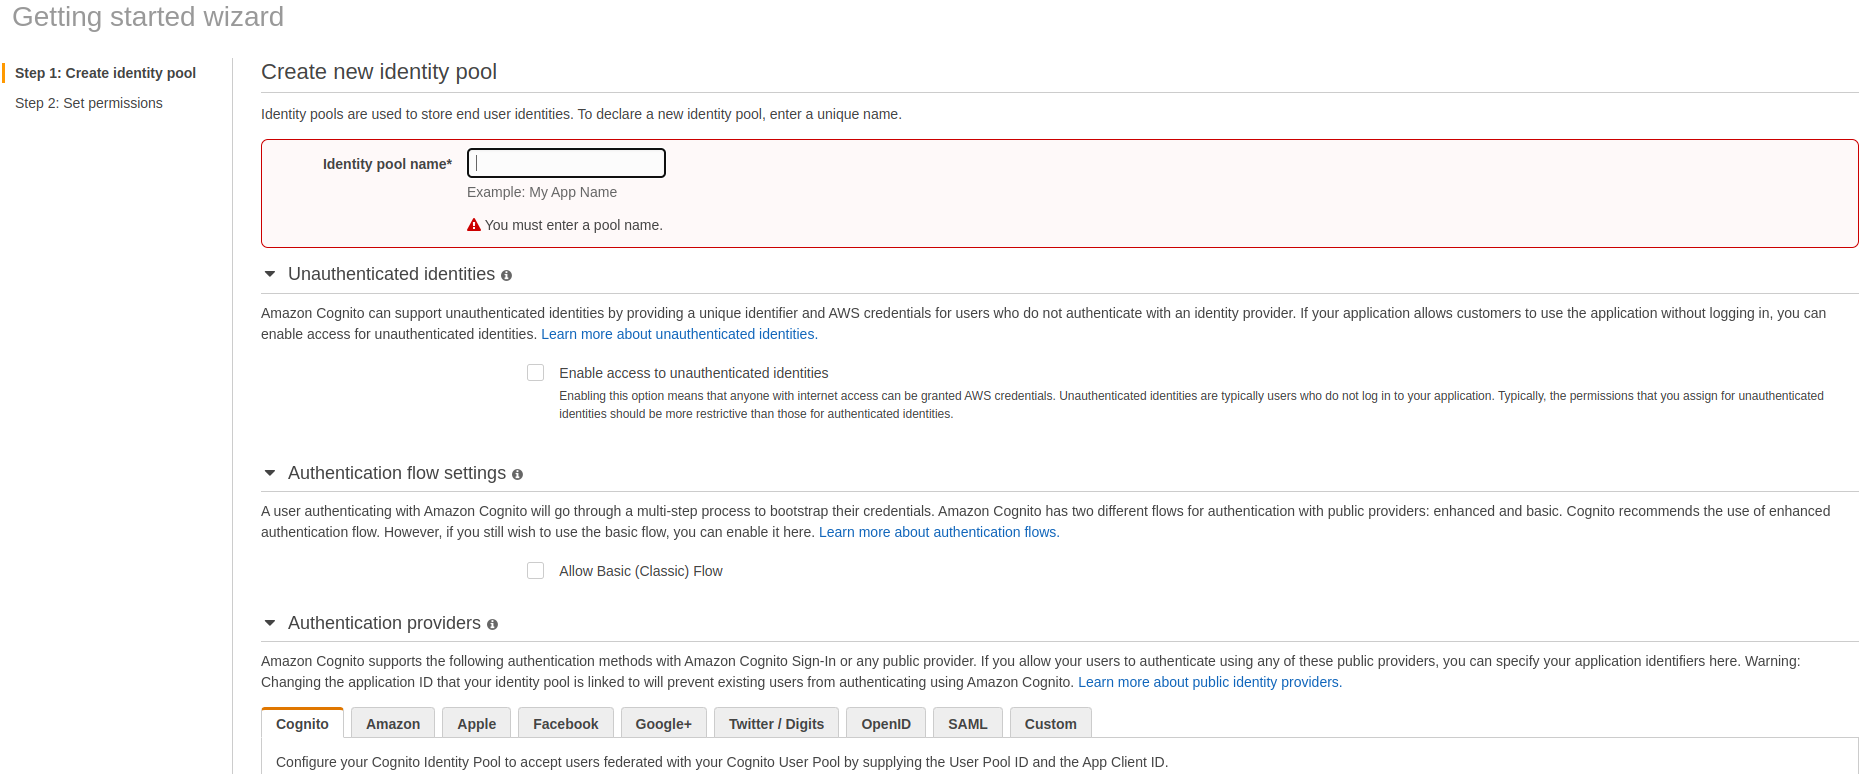 Getting started wizard
Step 1: Create identity pool
Step 2: Set permissions
Create new identity pool
Identity pools are used to store end user identities. To declare a new identity pool, enter a unique name.
Identity pool name*
Example: My App Name
You must enter a pool name.
Unauthenticated identities
Amazon Cognito can support unauthenticated identities by providing a unique identifier and AWS credentials for users who do not authenticate with an identity provider. If your application allows customers to use the application without logging in, you can
enable access for unauthenticated identities. Learn more about unauthenticated identities.
Enable access to unauthenticated identities
Enabling this option means that anyone with internet access can be granted AWS credentials. Unauthenticated identities are typically users who do not log in to your application. Typically, the permissions that you assign for unauthenticated
identities should be more restrictive than those for authenticated identities.
Authentication flow settings
A user authenticating with Amazon Cognito will go through a multi-step process to bootstrap their credentials. Amazon Cognito has two different flows for authentication with public providers: enhanced and basic. Cognito recommends the use of enhanced
authentication flow. However, if you still wish to use the basic flow, you can enable it here. Learn more about authentication flows.
Allow Basic (Classic) Flow
Authentication providers
Amazon Cognito supports the following authentication methods with Amazon Cognito Sign-In or any public provider. If you allow your users to authenticate using any of these public providers, you can specify your application identifiers here. Warning:
Changing the application ID that your identity pool is linked to will prevent existing users from authenticating using Amazon Cognito. Learn more about public identity providers.
Cognito Amazon Apple Facebook Google+ Twitter / Digits OpenID SAML Custom
Configure your Cognito Identity Pool to accept users federated with your Cognito User Pool by supplying the User Pool ID and the App Client ID.